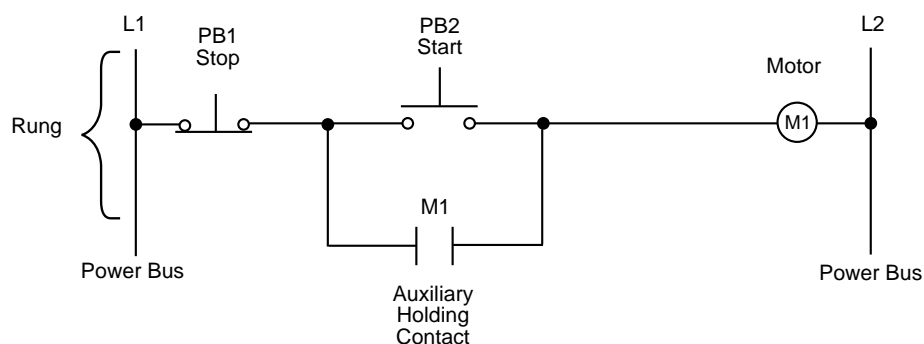 L1
PB1
Stop
PB2
Start
L2
Motor
Rung
M1
M1
Power Bus
Power Bus
Auxiliary
Holding
Contact